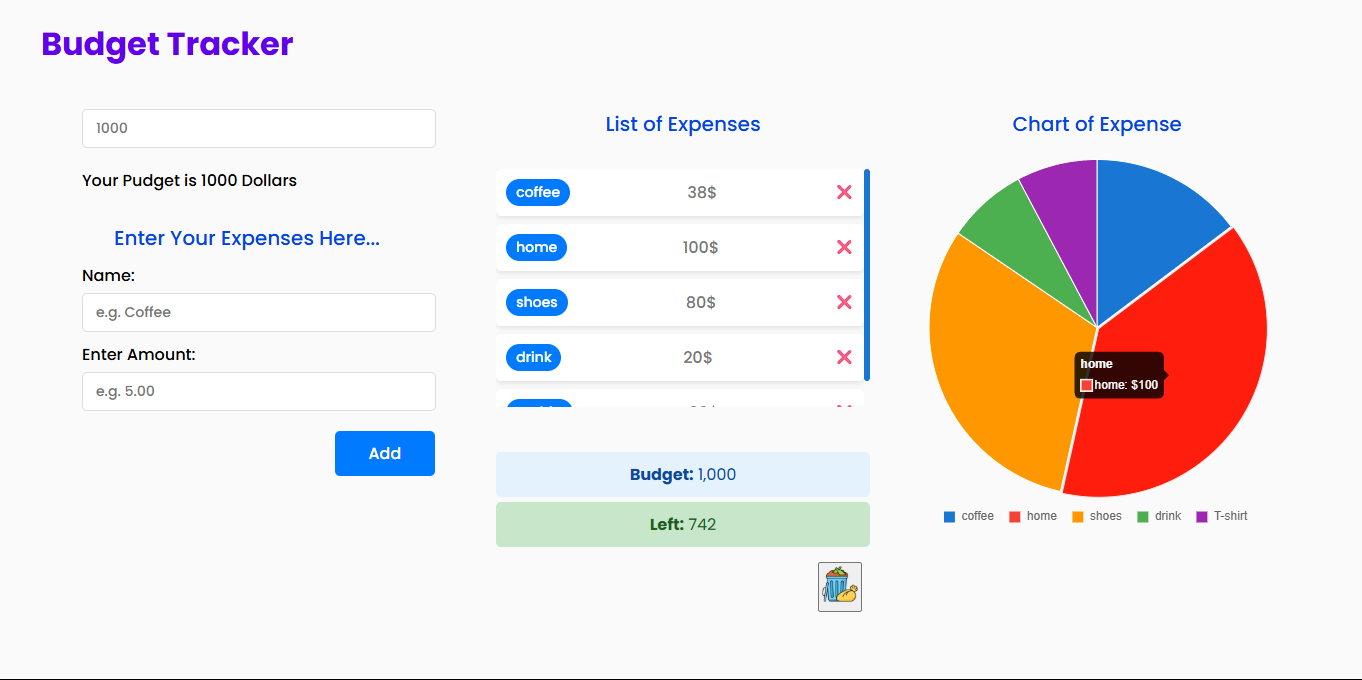 Budget Tracker
1000
Your Pudget is 1000 Dollars
Enter Your Expenses Here...
Name:
e.g. Coffee
Enter Amount:
e.g. 5.00
Add
List of Expenses
coffee 38$
home 100$
shoes 80$
drink 20$
Budget: 1,000
Left: 742
Chart of Expense
home
home: $100
coffee home shoes drink T-shirt